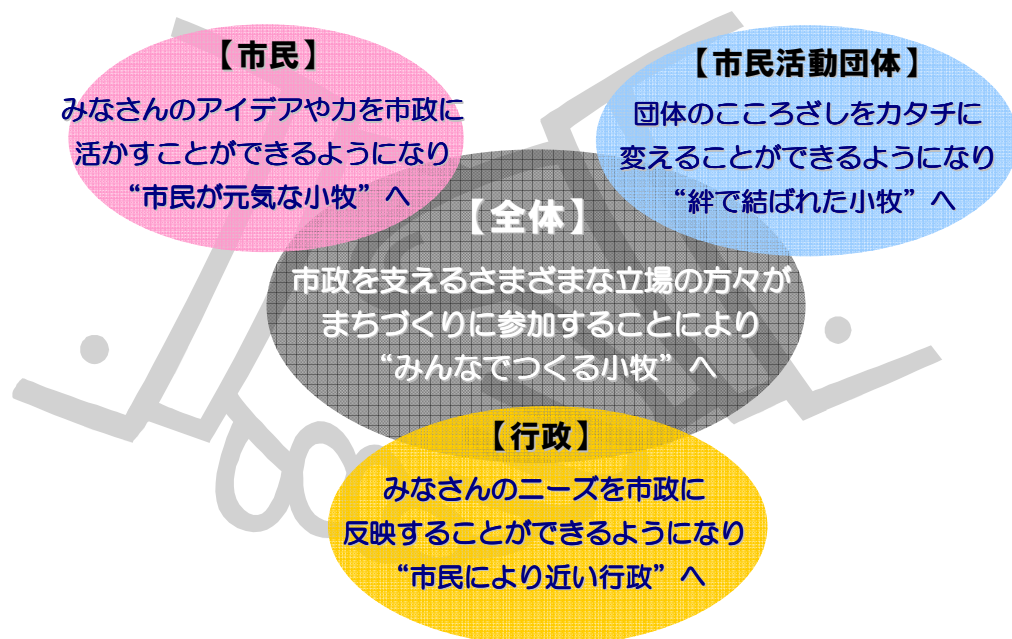 【市民】
みなさんのアイデアや力を市政に
活かすことができるようになり
“市民が元気な小牧”へ
【市民活動団体】
団体のこころざしをカタチに
変えることができるようになり
“絆で結ばれた小牧”へ
【全体】
市政を支えるさまざまな立場の方々が
まちづくりに参加することにより
“みんなでつくる小牧”へ
【行政】
みなさんのニーズを市政に
反映することができるようになり
“市民により近い行政”へ